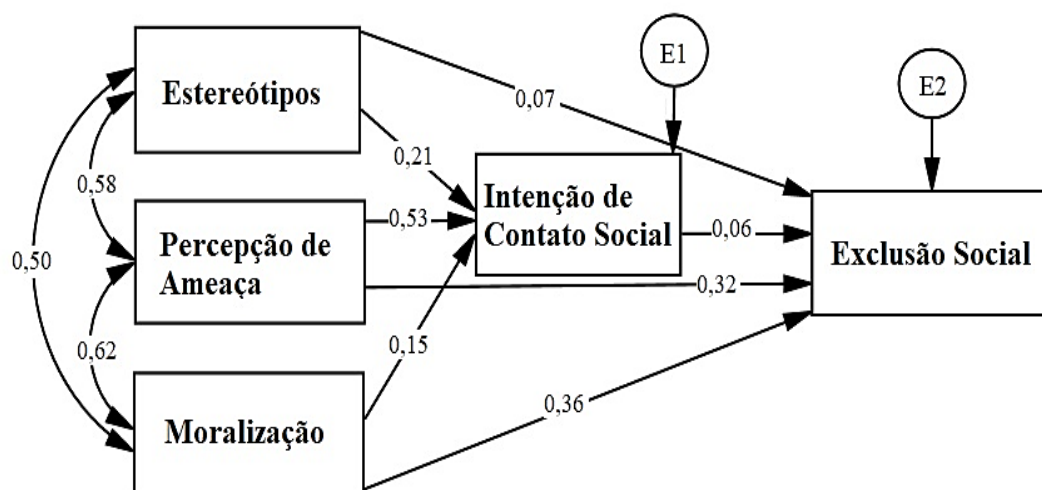 E1
E2
Estereótipos
0,07
0,21
0,58
Intenção de
Contato Social
Percepção de
Ameaça
0,53
0,06
Exclusão Social
0,50
0,32
0,62
0,15
Moralização
0,36